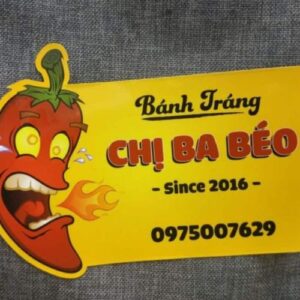 Bánh Tráng
CHỊ BA BÉO
- Since 2016 -
0975007629